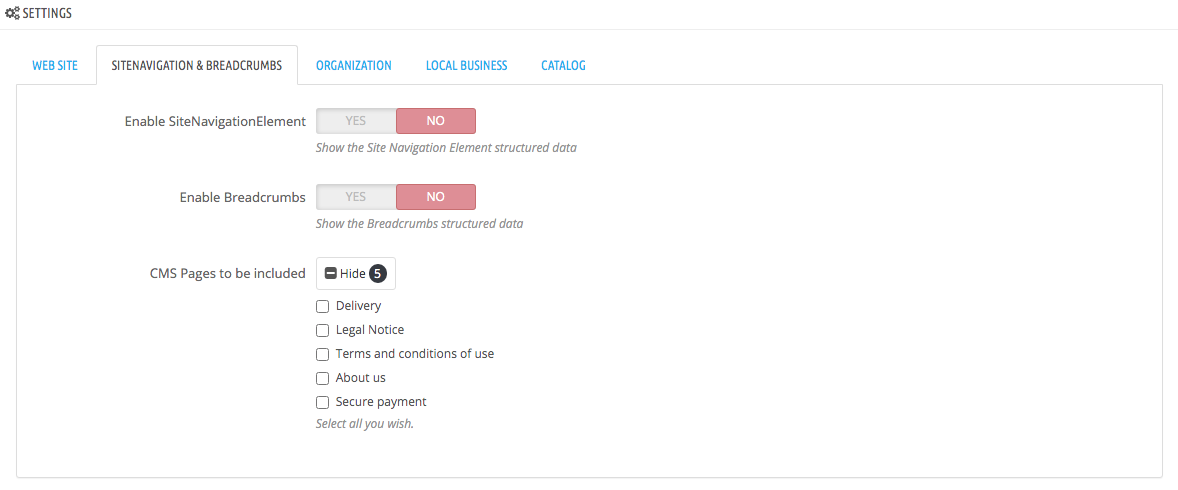 SETTINGS
WEB SITE SITENAVIGATION & BREADCRUMBS ORGANIZATION LOCAL BUSINESS CATALOG
Enable SiteNavigationElement YES NO
Show the Site Navigation Element structured data
Enable Breadcrumbs YES NO
Show the Breadcrumbs structured data
CMS Pages to be included Hide 5
Delivery
Legal Notice
Terms and conditions of use
About us
Secure payment
Select all you wish.